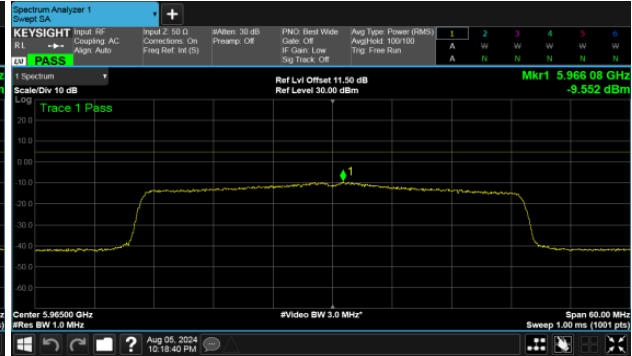 Spectrum Analyzer 1
Swept SA
KEYSIGHT Input: RF Input Z: 50 Ω #Atten: 30 dB PNO: Best Wide Avg Type: Power (RMS) 1 2 3 4 5 6
RL Coupling: AC Corrections: On Preamp: Off Gate: Off Avg|Hold: 100/100 A W W W W W
Align: Auto Freq Ref: Int (S) IF Gain: Low Trig: Free Run
LXI PASS Sig Track: Off A N N N N N
1 Spectrum Ref Lvl Offset 11.50 dB Mkr1 5.966 08 GHz
Scale/Div 10 dB Ref Level 30.00 dBm -9.552 dBm
Log
Trace 1 Pass
20.0
10.0
0.00
1
-10.0
-20.0
-30.0
-40.0
-50.0
-60.0
Center 5.96500 GHz #Video BW 3.0 MHz* Span 60.00 MHz
#Res BW 1.0 MHz Sweep 1.00 ms (1001 pts)
? Aug 05, 2024
10:18:40 PM